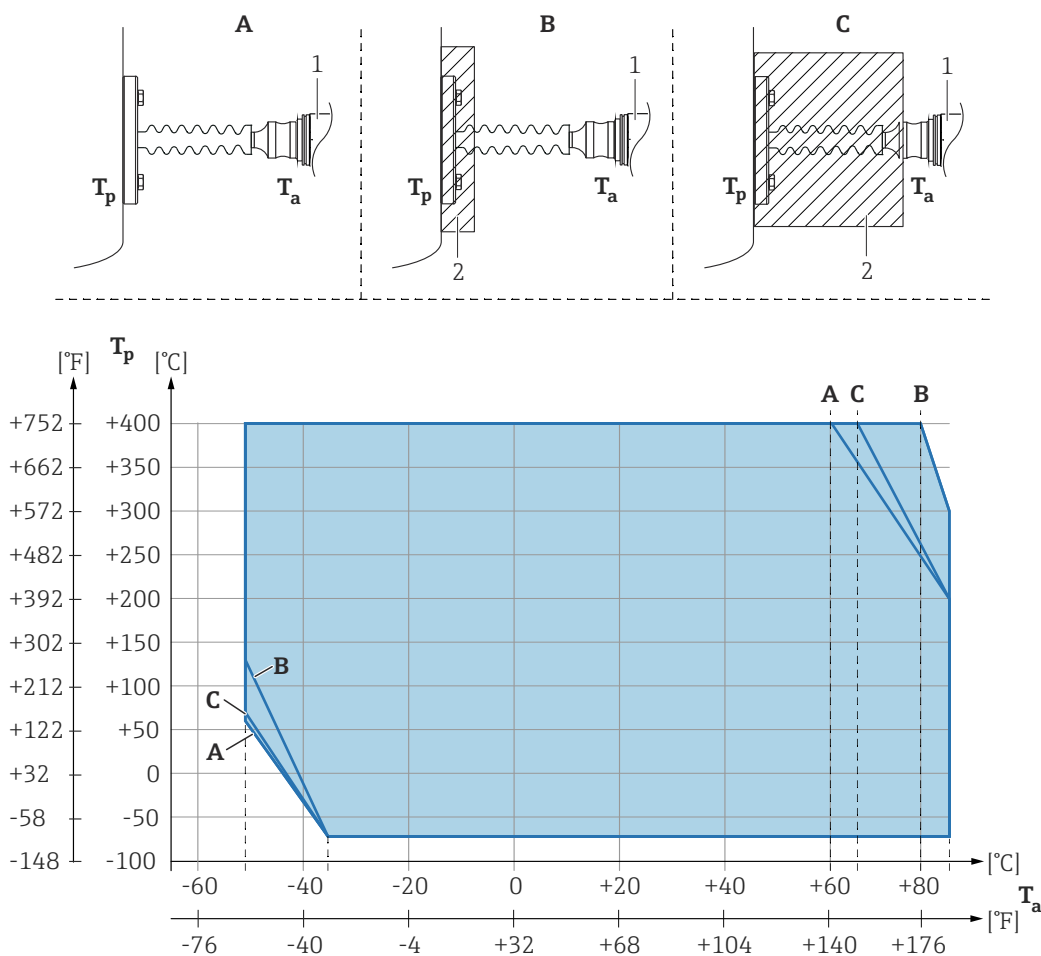 A B C
1 1 1
Tp Ta Tp Ta Tp Ta
2 2
Tp
[°F] [°C]
A C B
+752 +400
+662 +350
+572 +300
+482 +250
+392 +200
+302 +150
B
+212 +100
C
+122 +50
A
+32 0
-58 -50
-148 -100
[°C]
-60 -40 -20 0 +20 +40 +60 +80
Ta
[°F]
-76 -40 -4 +32 +68 +104 +140 +176